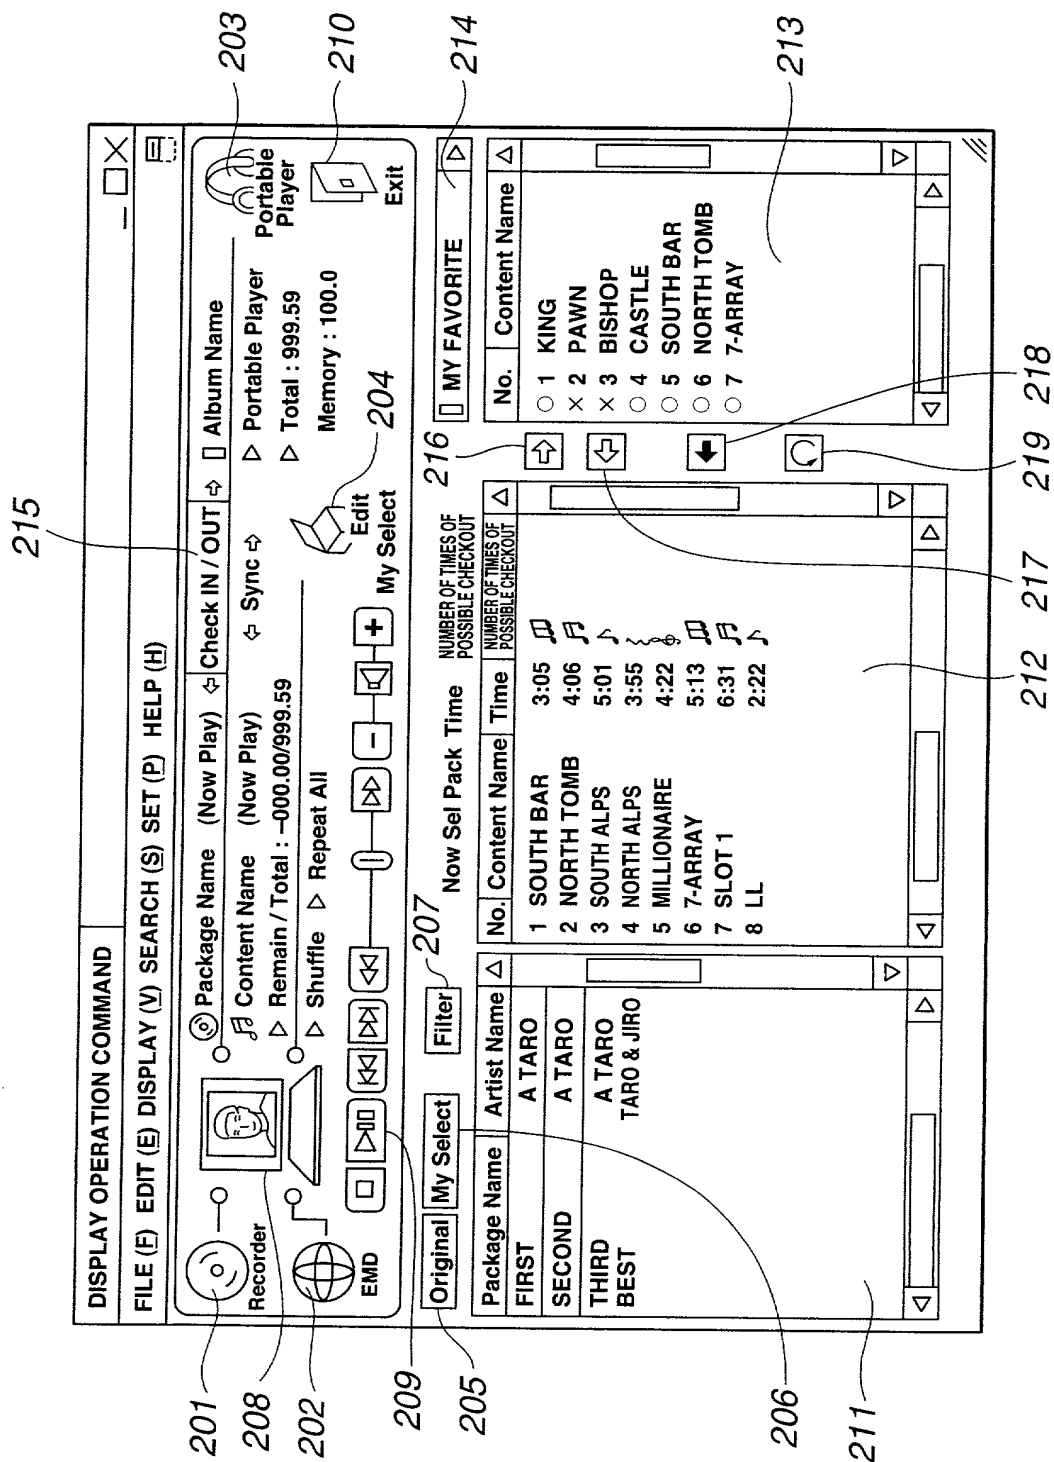 215
DISPLAY OPERATION COMMAND
FILE (F) EDIT (E) DISPLAY (V) SEARCH (S) SET (P) HELP (H)
201
208
202
209
205
206
211
Recorder
EMD
Package Name (Now Play)
Content Name (Now Play)
Remain / Total : –000.00/999.59
Shuffle
Repeat All
Check IN / OUT
Sync
Album Name
Portable Player
Total : 999.59
Memory : 100.0
Portable
Player
Exit
203
210
214
213
Edit
My Select
204
Original
My Select
Filter
207
Now Sel Pack Time
NUMBER OF TIMES OF
POSSIBLE CHECKOUT
216
MY FAVORITE
Package Name Artist Name
FIRST A TARO
SECOND A TARO
THIRD A TARO
BEST TARO & JIRO
No. Content Name Time NUMBER OF TIMES OF
POSSIBLE CHECKOUT
1 SOUTH BAR 3:05
2 NORTH TOMB 4:06
3 SOUTH ALPS 5:01
4 NORTH ALPS 3:55
5 MILLIONAIRE 4:22
6 7-ARRAY 5:13
7 SLOT 1 6:31
8 LL 2:22
No. Content Name
○ 1 KING
× 2 PAWN
× 3 BISHOP
○ 4 CASTLE
○ 5 SOUTH BAR
○ 6 NORTH TOMB
○ 7 7-ARRAY
212
217
219
218